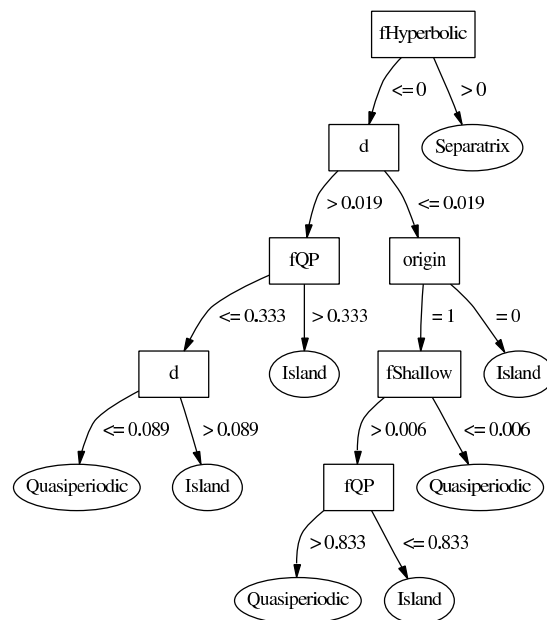 fHyperbolic
<= 0
> 0
d
Separatrix
> 0.019
<= 0.019
fQP
origin
<= 0.333
> 0.333
= 1
= 0
d
Island
fShallow
Island
<= 0.089
> 0.089
> 0.006
<= 0.006
Quasiperiodic
Island
fQP
Quasiperiodic
> 0.833
<= 0.833
Quasiperiodic
Island